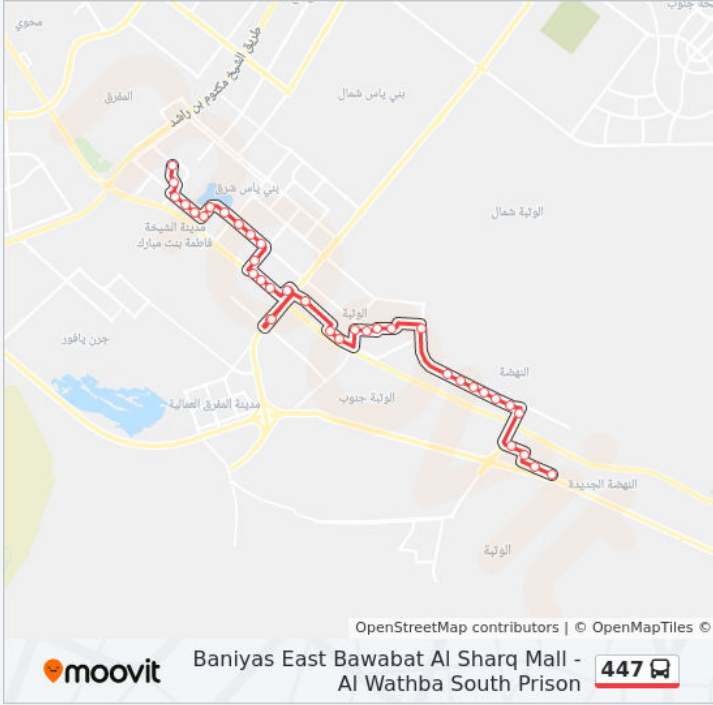 محوي
حة جنوب
طريق الشيخ مكتوم بن راشد
المفرق
بني ياس شمال
بني ياس شرق
الوثبة شمال
مدينة الشيخة
فاطمة بنت مبارك
الوثبة
جرن يافور
النهضة
مدينة المفرق العمالية
الوثبة جنوب
النهضة الجديدة
الوثبة
OpenStreetMap contributors | © OpenMapTiles ©
moovit
Baniyas East Bawabat Al Sharq Mall -
Al Wathba South Prison
447